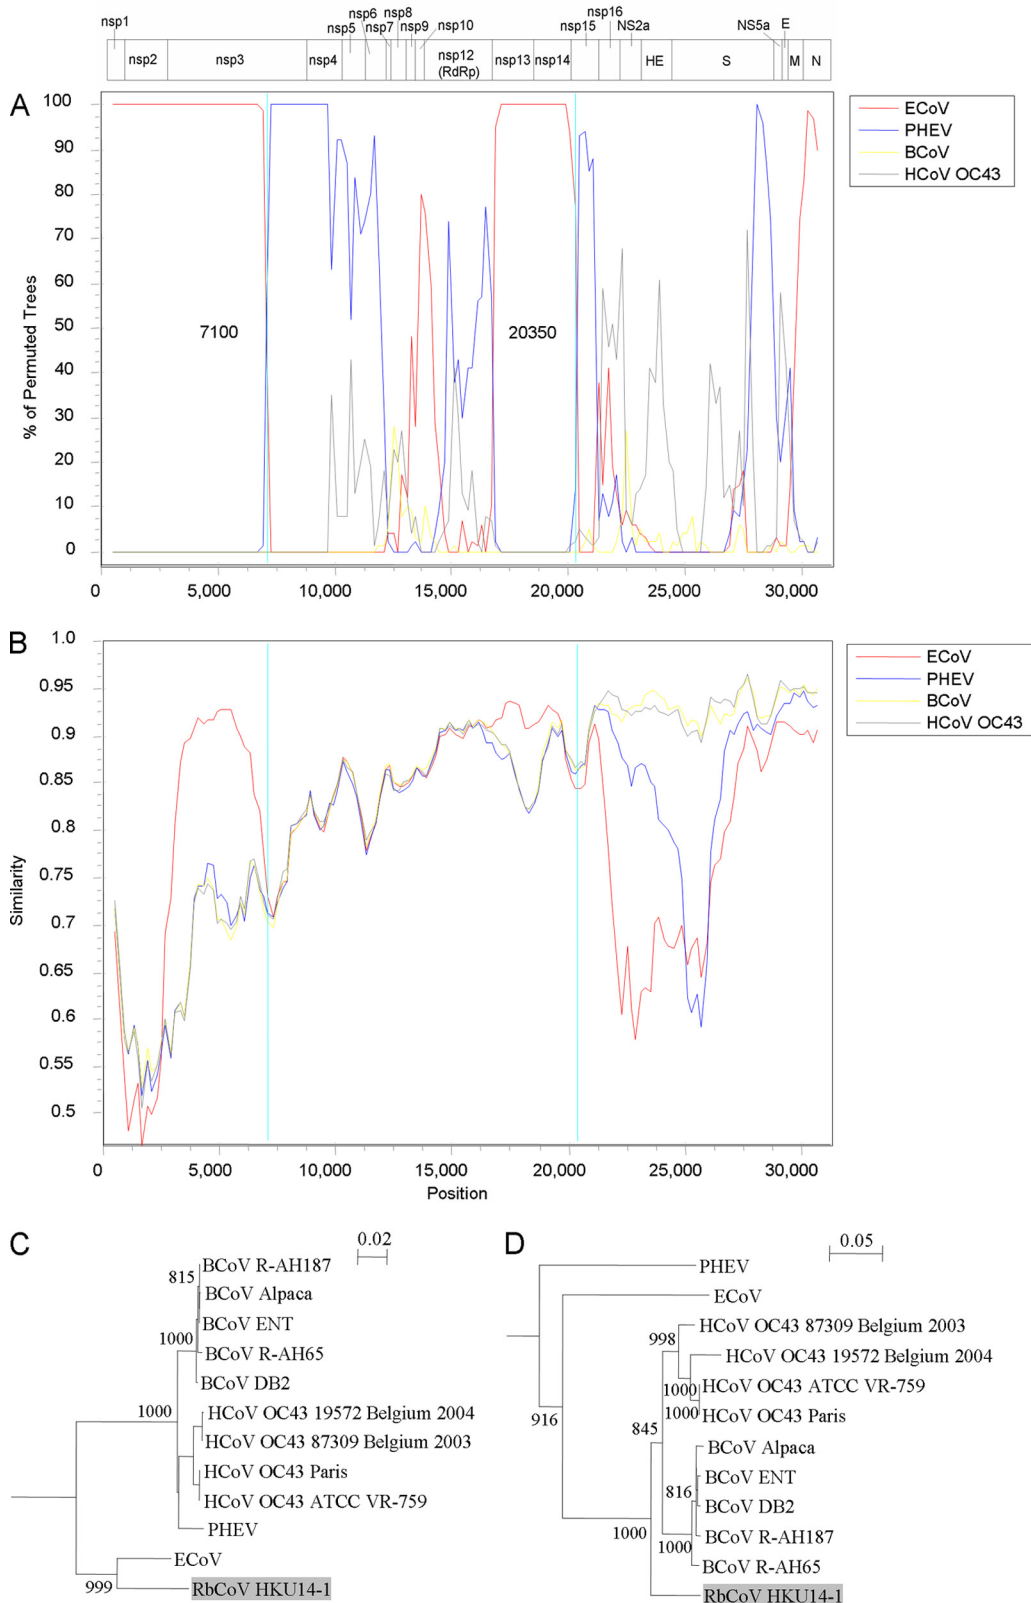 nsp1
nsp5
nsp6
nsp7
nsp8
nsp9
nsp10
nsp15
nsp16
NS2a
NS5a
E
nsp2
nsp3
nsp4
nsp12
(RdRp)
nsp13
nsp14
HE
S
M
N
A
100
90
80
70
60
50
40
30
20
10
0
% of Permuted Trees
7100
20350
ECoV
PHEV
BCoV
HCoV OC43
0
5,000
10,000
15,000
20,000
25,000
30,000
B
1.0
0.95
0.9
0.85
0.8
0.75
0.7
0.65
0.6
0.55
0.5
Similarity
ECoV
PHEV
BCoV
HCoV OC43
0
5,000
10,000
15,000
20,000
25,000
30,000
Position
C
0.02
BCoV R-AH187
815
BCoV Alpaca
BCoV ENT
1000
BCoV R-AH65
BCoV DB2
1000
HCoV OC43 19572 Belgium 2004
HCoV OC43 87309 Belgium 2003
HCoV OC43 Paris
HCoV OC43 ATCC VR-759
PHEV
ECoV
999
RbCoV HKU14-1
D
0.05
PHEV
ECoV
HCoV OC43 87309 Belgium 2003
998
HCoV OC43 19572 Belgium 2004
HCoV OC43 ATCC VR-759
1000
1000
HCoV OC43 Paris
916
845
BCoV Alpaca
BCoV ENT
816
BCoV DB2
1000
BCoV R-AH187
1000
BCoV R-AH65
RbCoV HKU14-1